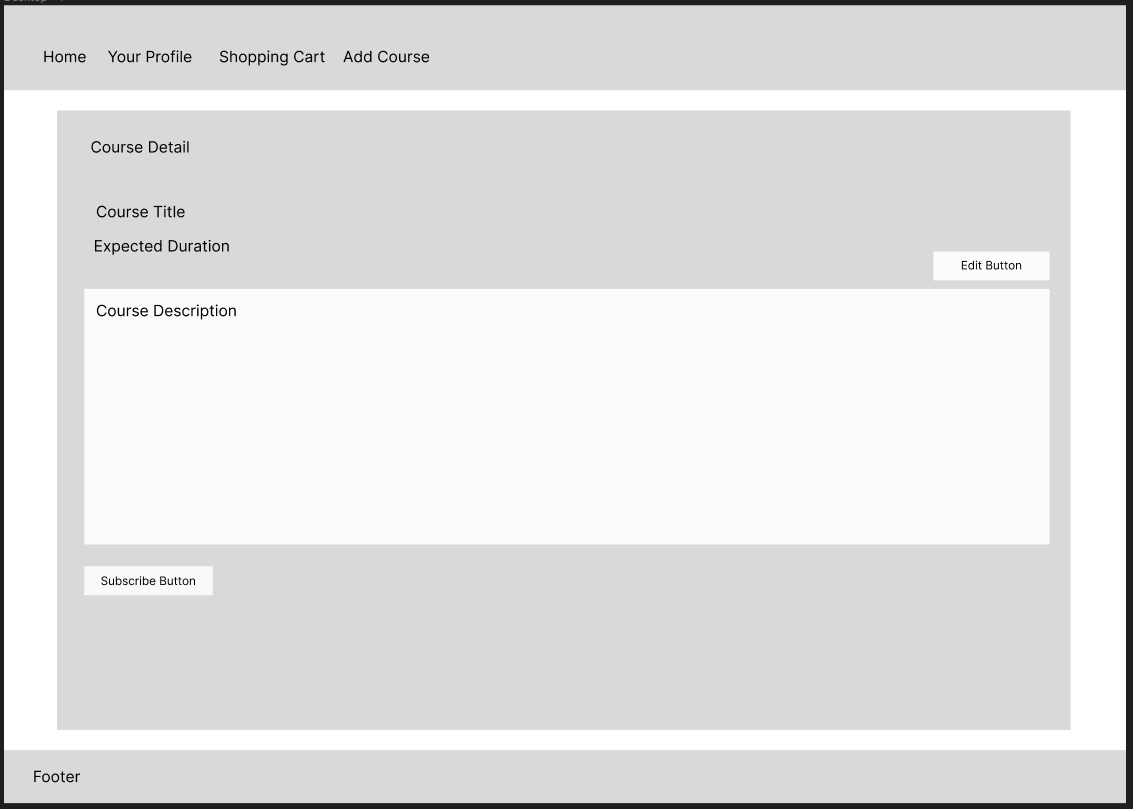 Home Your Profile Shopping Cart Add Course
Course Detail
Course Title
Expected Duration
Edit Button
Course Description
Subscribe Button
Footer